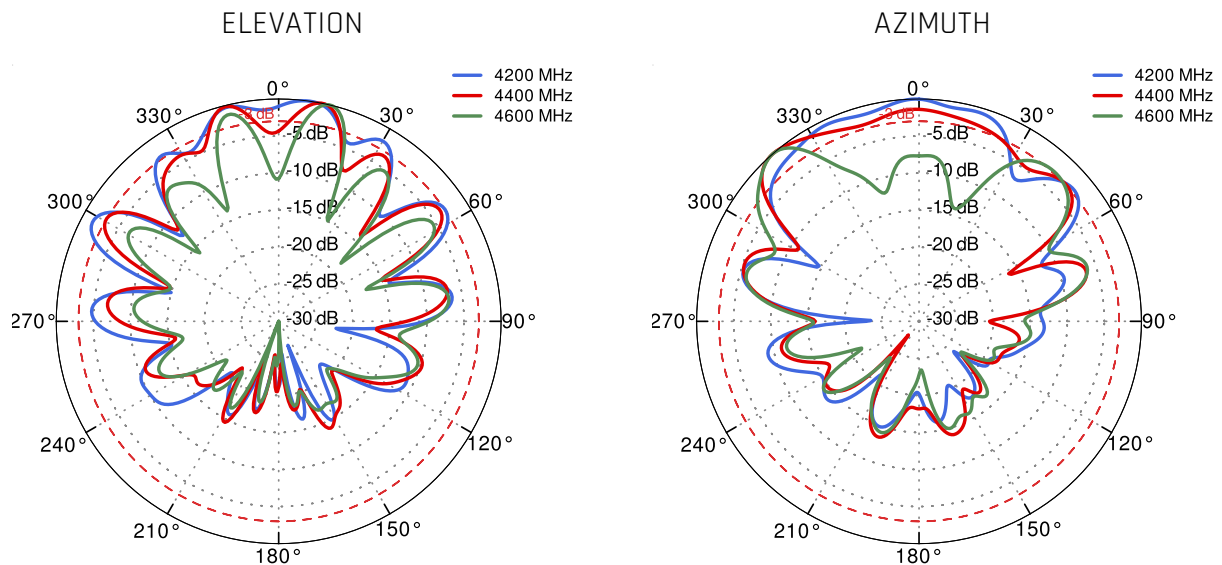 ELEVATION
4200 MHz
4400 MHz
4600 MHz
0°
330°
30°
-3 dB
-5 dB
-10 dB
300°
60°
-15 dB
-20 dB
-25 dB
270°
-30 dB
90°
240°
120°
210°
150°
180°
AZIMUTH
4200 MHz
4400 MHz
4600 MHz
0°
330°
30°
-3 dB
-5 dB
-10 dB
300°
60°
-15 dB
-20 dB
-25 dB
270°
-30 dB
90°
240°
120°
210°
150°
180°